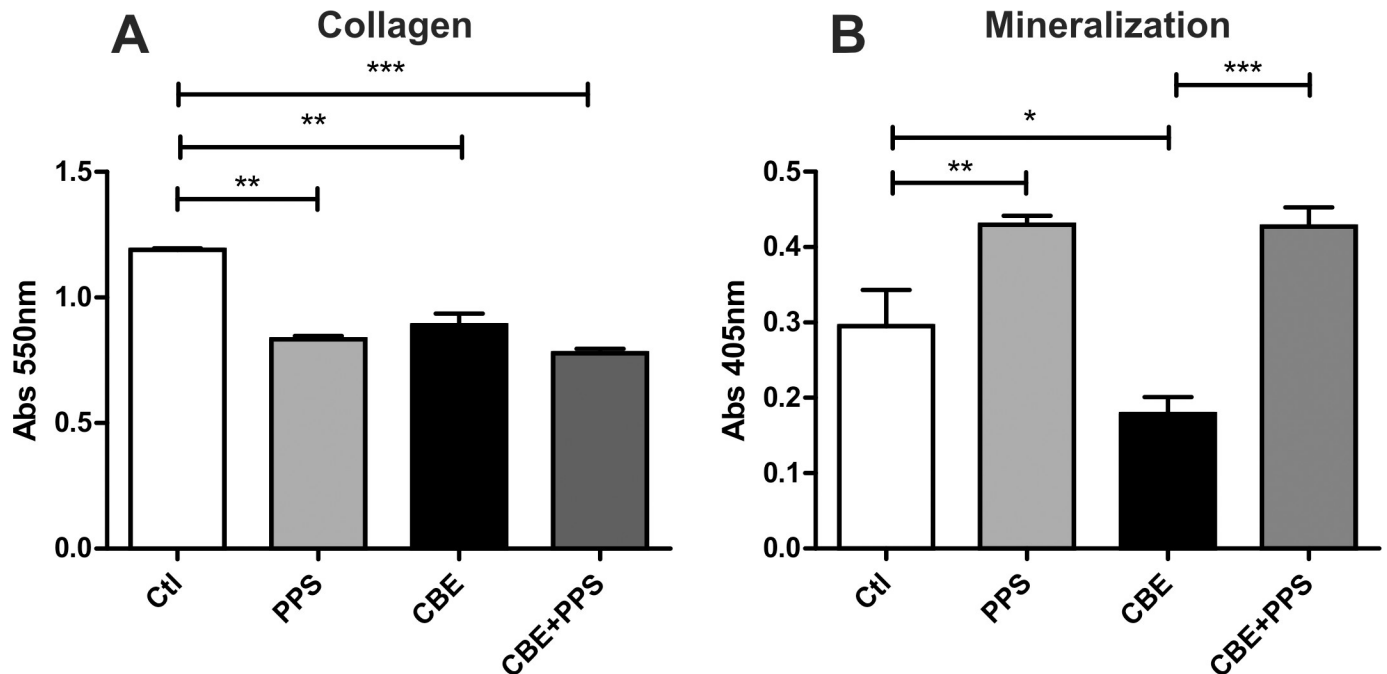 A Collagen
***
**
**
1.5
1.0
0.5
0.0
Abs 550nm
Ctl
PPS
CBE
CBE+PPS
B Mineralization
***
*
**
0.5
0.4
0.3
0.2
0.1
0.0
Abs 405nm
Ctl
PPS
CBE
CBE+PPS